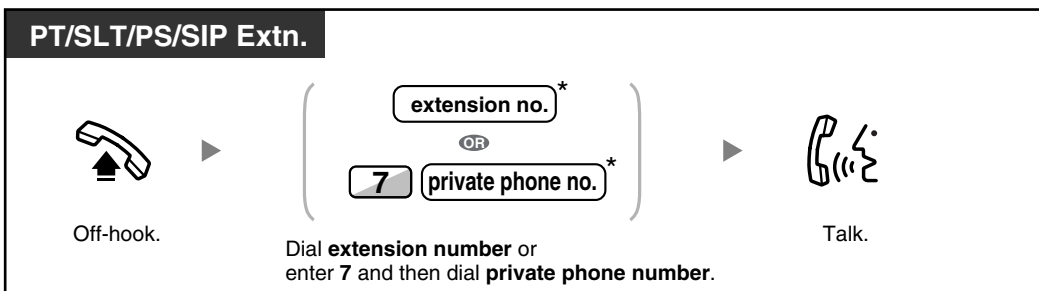 PT/SLT/PS/SIP Extn.
extension no.*
OR
7 private phone no.*
Off-hook.
Dial extension number or
enter 7 and then dial private phone number.
Talk.